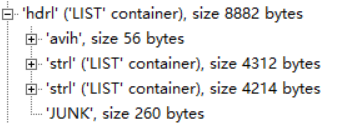 'hdrl' ('LIST' container), size 8882 bytes
'avih', size 56 bytes
'strl' ('LIST' container), size 4312 bytes
'strl' ('LIST' container), size 4214 bytes
'JUNK', size 260 bytes